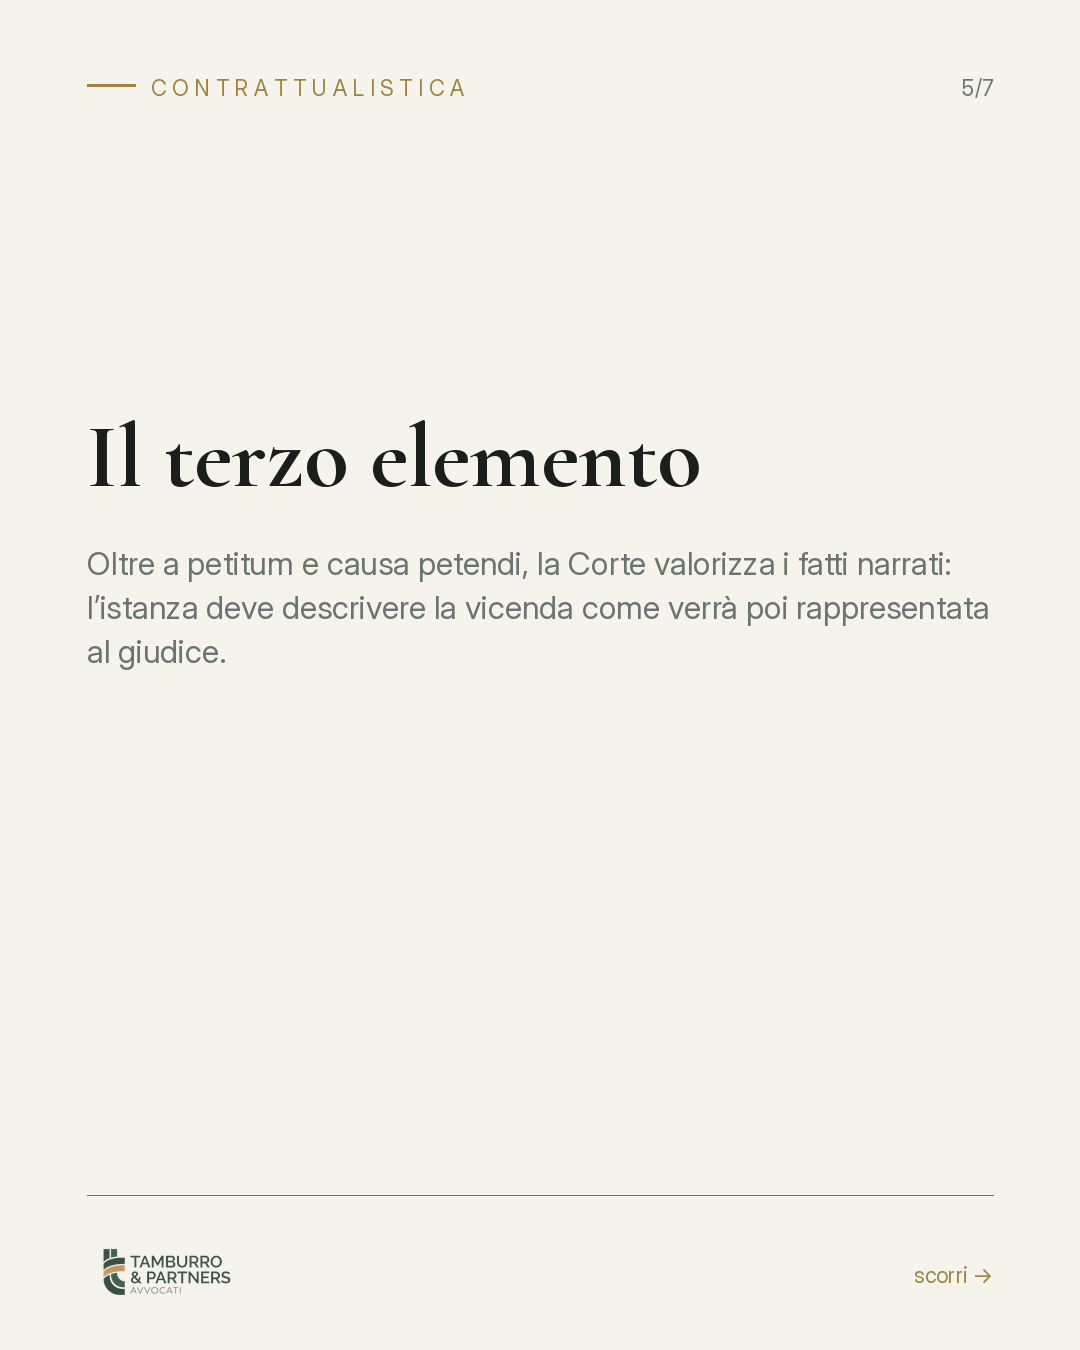 CONTRATTUALISTICA
5/7
Il terzo elemento
Oltre a petitum e causa petendi, la Corte valorizza i fatti narrati:
l’istanza deve descrivere la vicenda come verrà poi rappresentata
al giudice.
TAMBURRO
& PARTNERS
AVVOCATI
scorri →